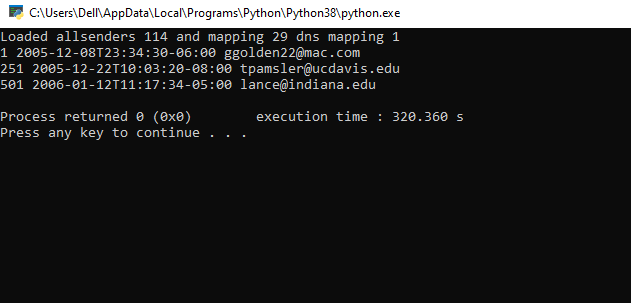 C:\Users\Dell\AppData\Local\Programs\Python\Python38\python.exe
Loaded allsenders 114 and mapping 29 dns mapping 1
1 2005-12-08T23:34:30-06:00 ggolden22@mac.com
251 2005-12-22T10:03:20-08:00 tpamsler@ucdavis.edu
501 2006-01-12T11:17:34-05:00 lance@indiana.edu
Process returned 0 (0x0)        execution time : 320.360 s
Press any key to continue . . .